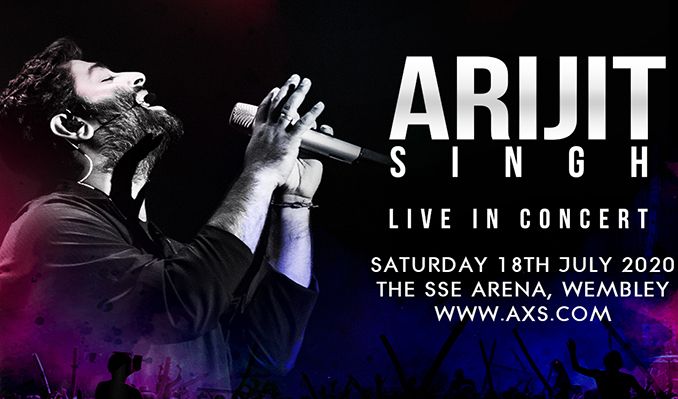 ARIJIT
SINGH
LIVE IN CONCERT
SATURDAY 18TH JULY 2020
THE SSE ARENA, WEMBLEY
WWW.AXS.COM